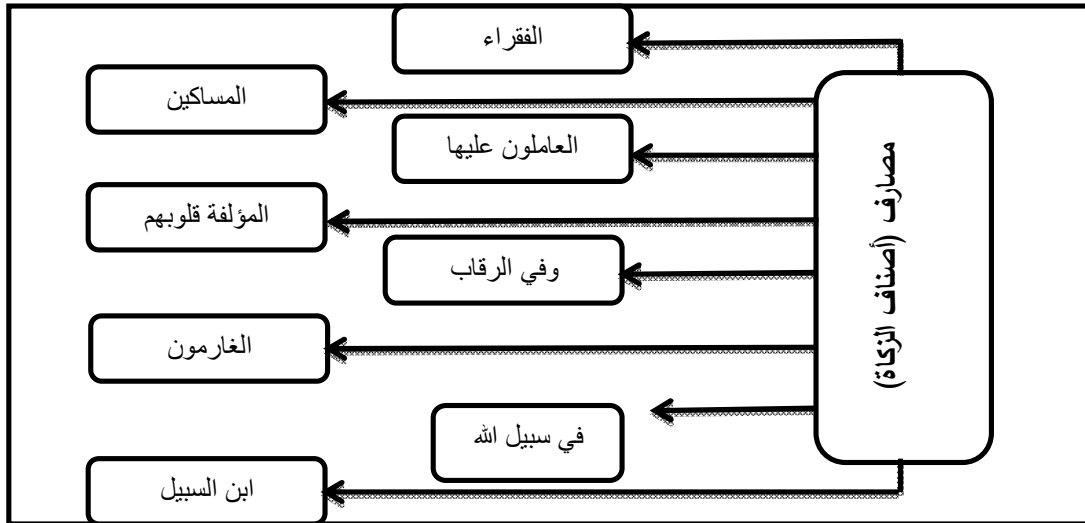 مصارف (أصناف الزكاة)
الفقراء
المساكين
العاملون عليها
المؤلفة قلوبهم
وفي الرقاب
الغارمون
في سبيل الله
ابن السبيل